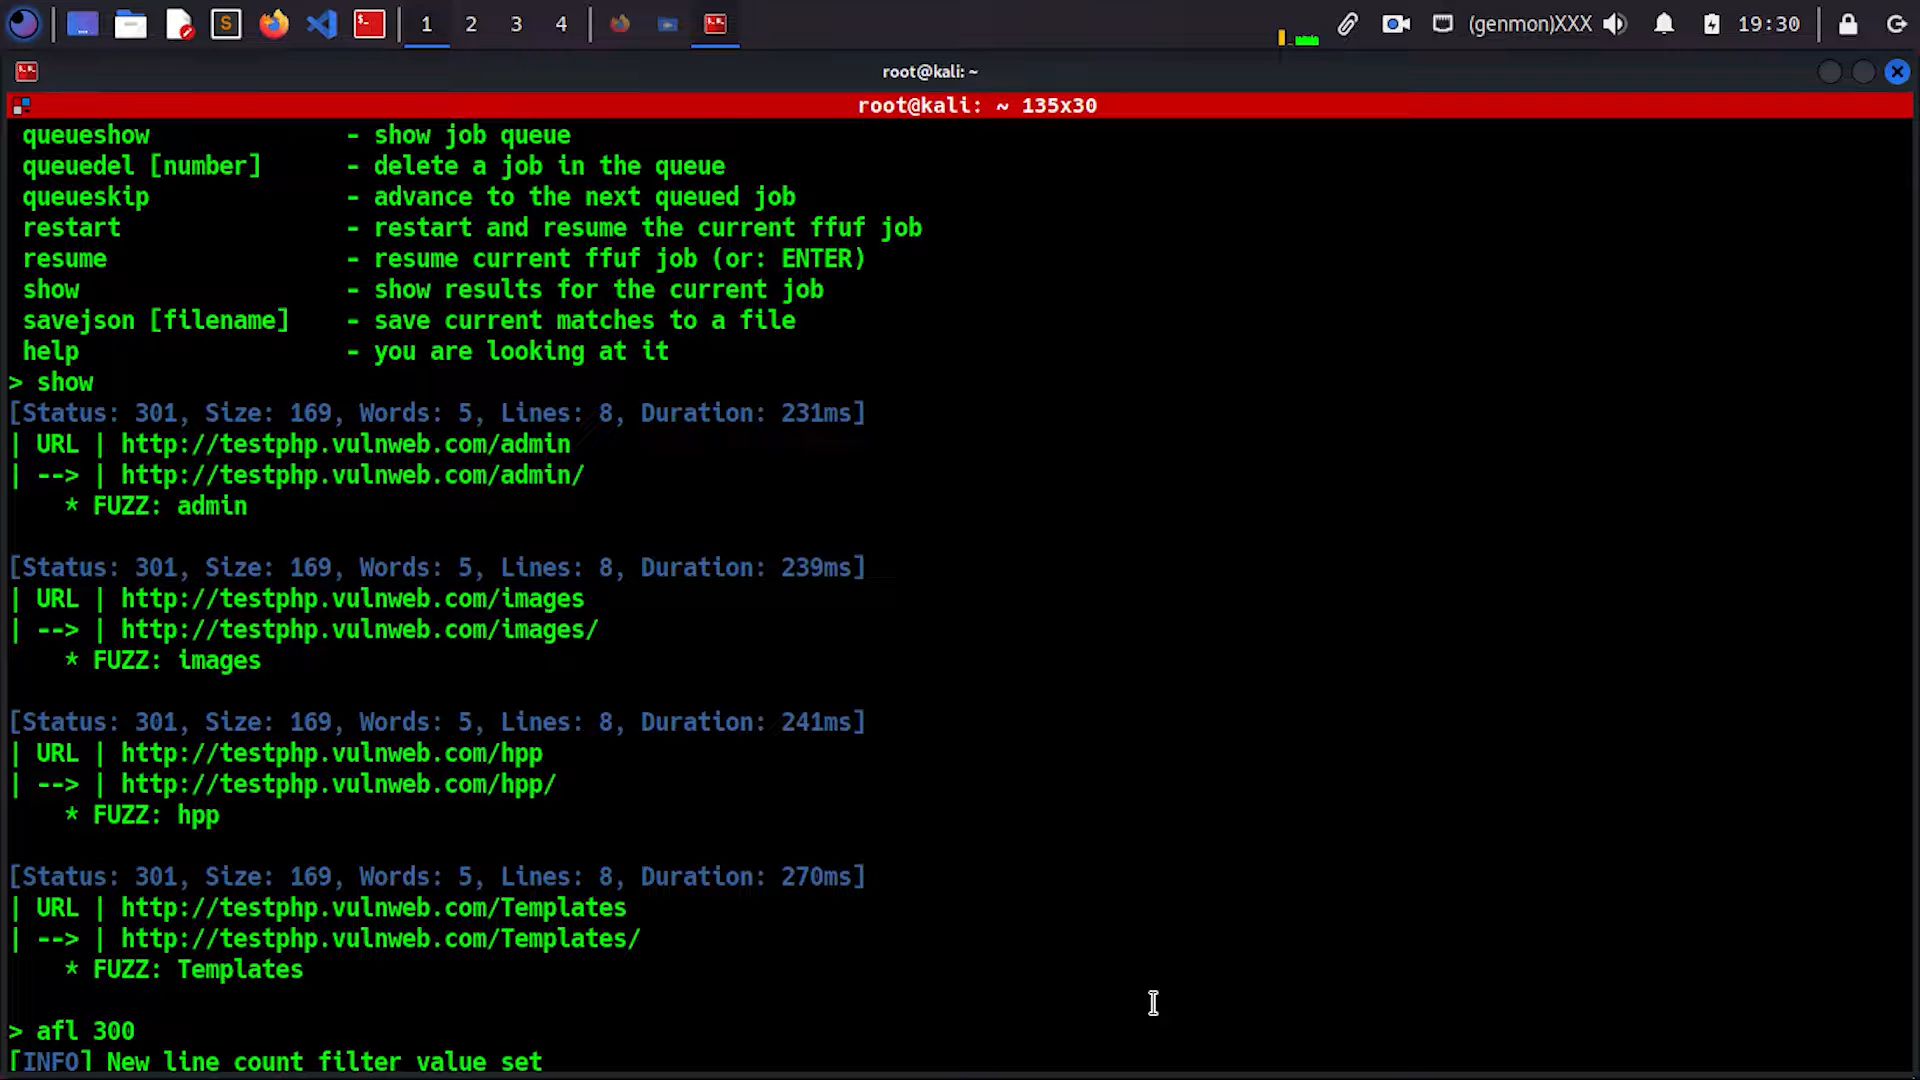 1 2 3 4 (genmon)XXX 19:30
root@kali: ~
root@kali: ~ 135x30
queueshow - show job queue
queuedel [number] - delete a job in the queue
queueskip - advance to the next queued job
restart - restart and resume the current ffuf job
resume - resume current ffuf job (or: ENTER)
show - show results for the current job
savejson [filename] - save current matches to a file
help - you are looking at it
> show
[Status: 301, Size: 169, Words: 5, Lines: 8, Duration: 231ms]
| URL | http://testphp.vulnweb.com/admin
| --> | http://testphp.vulnweb.com/admin/
* FUZZ: admin
[Status: 301, Size: 169, Words: 5, Lines: 8, Duration: 239ms]
| URL | http://testphp.vulnweb.com/images
| --> | http://testphp.vulnweb.com/images/
* FUZZ: images
[Status: 301, Size: 169, Words: 5, Lines: 8, Duration: 241ms]
| URL | http://testphp.vulnweb.com/hpp
| --> | http://testphp.vulnweb.com/hpp/
* FUZZ: hpp
[Status: 301, Size: 169, Words: 5, Lines: 8, Duration: 270ms]
| URL | http://testphp.vulnweb.com/Templates
| --> | http://testphp.vulnweb.com/Templates/
* FUZZ: Templates
> afl 300
[INFO] New line count filter value set